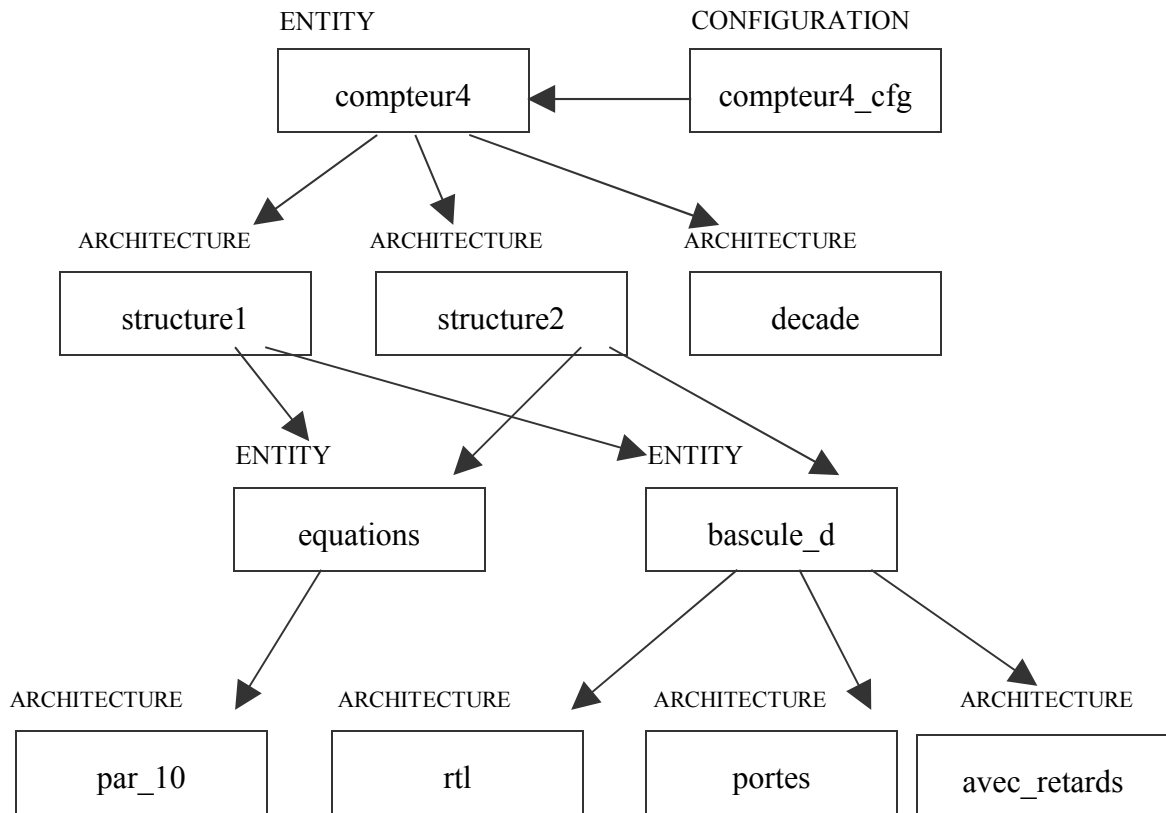 ENTITY
CONFIGURATION
compteur4
compteur4_cfg
ARCHITECTURE
ARCHITECTURE
ARCHITECTURE
structure1
structure2
decade
ENTITY
ENTITY
equations
bascule_d
ARCHITECTURE
ARCHITECTURE
ARCHITECTURE
ARCHITECTURE
par_10
rtl
portes
avec_retards